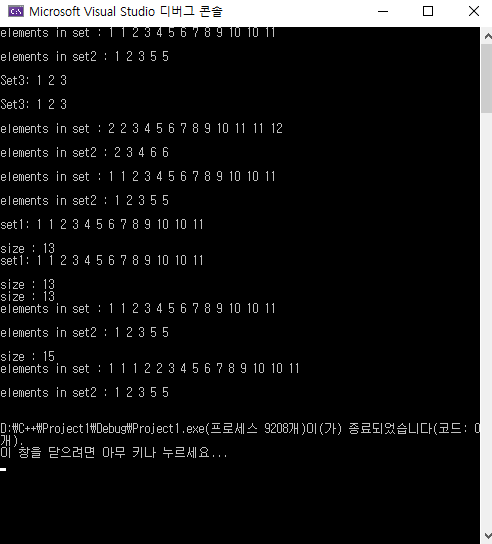 Microsoft Visual Studio 디버그 콘솔
elements in set : 1 1 2 3 4 5 6 7 8 9 10 10 11
elements in set2 : 1 2 3 5 5
Set3: 1 2 3
Set3: 1 2 3
elements in set : 2 2 3 4 5 6 7 8 9 10 11 11 12
elements in set2 : 2 3 4 6 6
elements in set : 1 1 2 3 4 5 6 7 8 9 10 10 11
elements in set2 : 1 2 3 5 5
set1: 1 1 2 3 4 5 6 7 8 9 10 10 11
size : 13
set1: 1 1 2 3 4 5 6 7 8 9 10 10 11
size : 13
size : 13
elements in set : 1 1 2 3 4 5 6 7 8 9 10 10 11
elements in set2 : 1 2 3 5 5
size : 15
elements in set : 1 1 1 2 2 3 4 5 6 7 8 9 10 10 11
elements in set2 : 1 2 3 5 5
D:₩C++₩Project1₩Debug₩Project1.exe(프로세스 9208개)이(가) 종료되었습니다(코드: 0
개).
이 창을 닫으려면 아무 키나 누르세요...